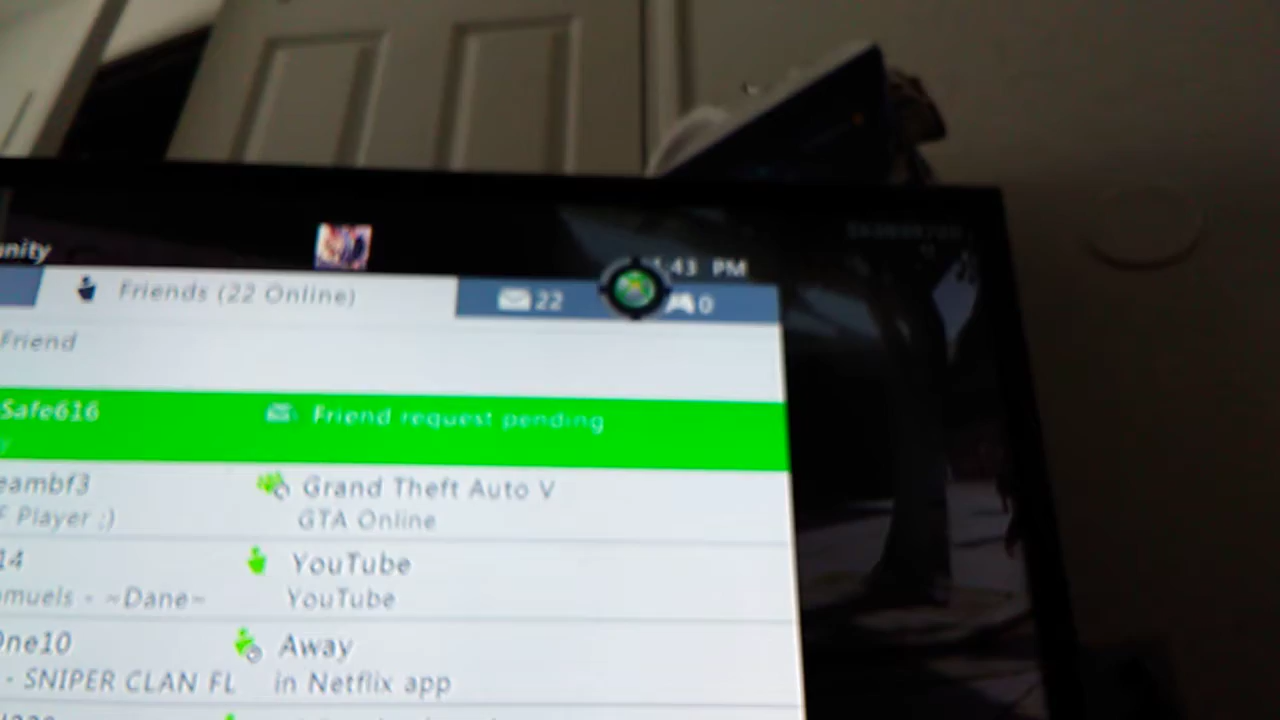 nity
43 PM
Friends (22 Online)
22
0
Friend
Safe616
Friend request pending
eambf3
Grand Theft Auto V
F Player ;)
GTA Online
14
YouTube
muels - ~Dane~
YouTube
One10
Away
- SNIPER CLAN FL
in Netflix app